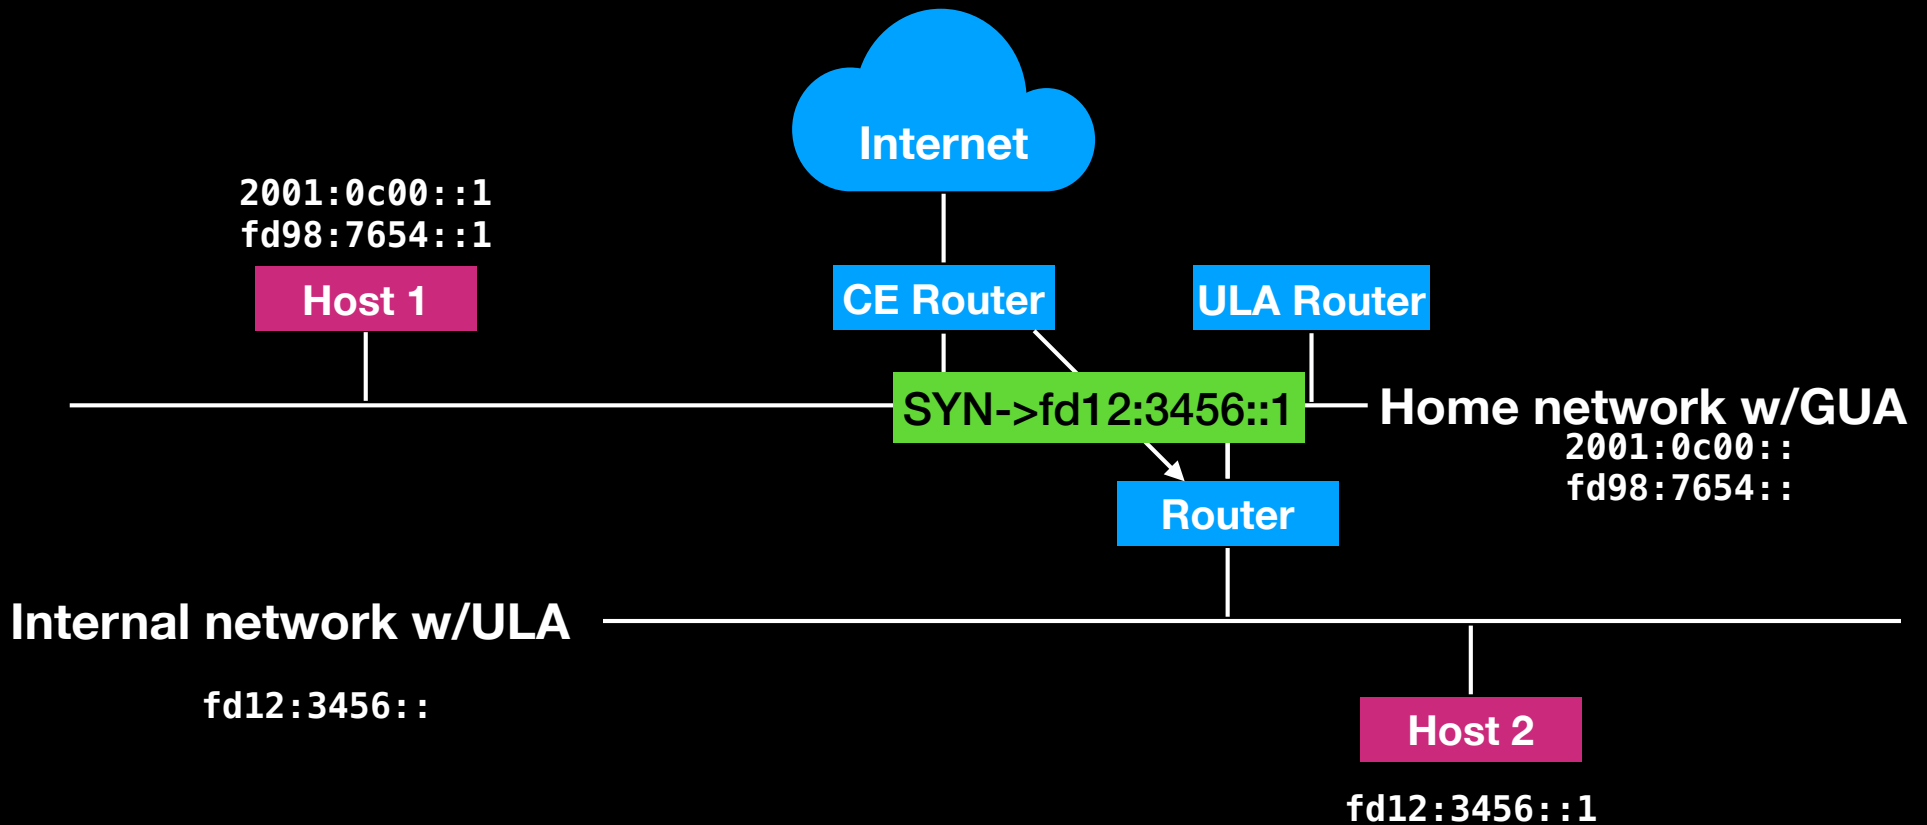 Internet
2001:0c00::1
fd98:7654::1
Host 1
CE Router
ULA Router
SYN->fd12:3456::1
Home network w/GUA
2001:0c00::
fd98:7654::
Router
Internal network w/ULA
fd12:3456::
Host 2
fd12:3456::1